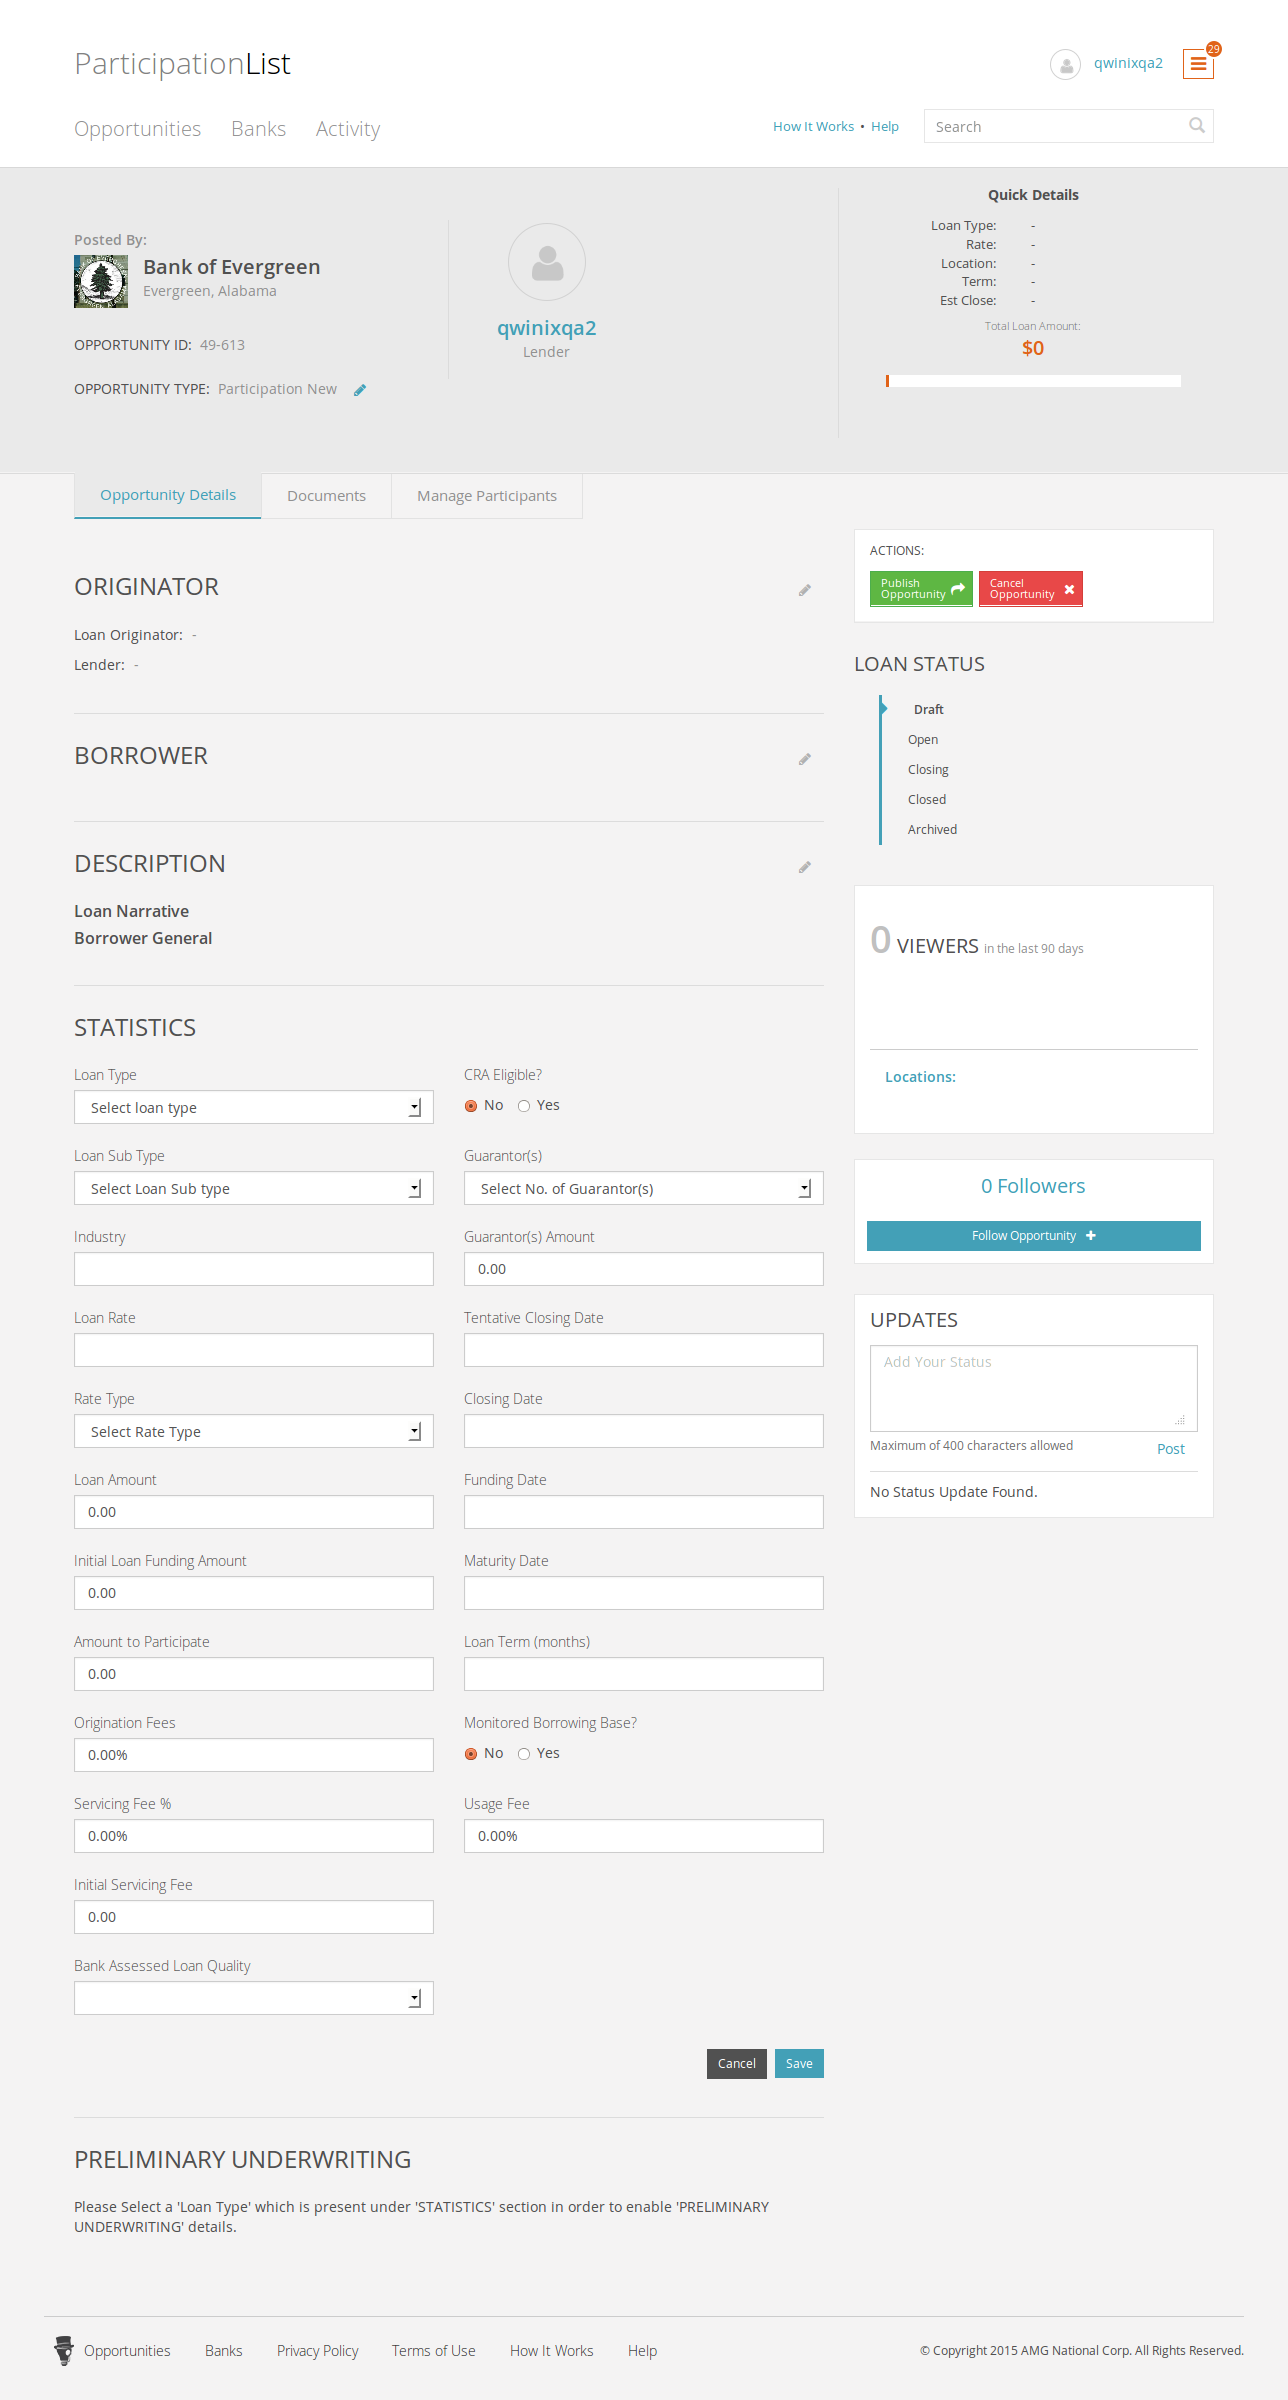 ParticipationList
qwinixqa2
29
Opportunities Banks Activity
How It Works • Help
Search
Posted By:
Bank of Evergreen
Evergreen, Alabama
OPPORTUNITY ID: 49-613
OPPORTUNITY TYPE: Participation New
qwinixqa2
Lender
Quick Details
Loan Type: -
Rate: -
Location: -
Term: -
Est Close: -
Total Loan Amount:
$0
Opportunity Details
Documents
Manage Participants
ORIGINATOR
Loan Originator: -
Lender: -
BORROWER
DESCRIPTION
Loan Narrative
Borrower General
STATISTICS
Loan Type
Select loan type
CRA Eligible?
No Yes
Loan Sub Type
Select Loan Sub type
Guarantor(s)
Select No. of Guarantor(s)
Industry
Guarantor(s) Amount
0.00
Loan Rate
Tentative Closing Date
Rate Type
Select Rate Type
Closing Date
Loan Amount
0.00
Funding Date
Initial Loan Funding Amount
0.00
Maturity Date
Amount to Participate
0.00
Loan Term (months)
Origination Fees
0.00%
Monitored Borrowing Base?
No Yes
Servicing Fee %
0.00%
Usage Fee
0.00%
Initial Servicing Fee
0.00
Bank Assessed Loan Quality
Cancel
Save
PRELIMINARY UNDERWRITING
Please Select a 'Loan Type' which is present under 'STATISTICS' section in order to enable 'PRELIMINARY
UNDERWRITING' details.
ACTIONS:
Publish
Opportunity
Cancel
Opportunity
LOAN STATUS
Draft
Open
Closing
Closed
Archived
0 VIEWERS in the last 90 days
Locations:
0 Followers
Follow Opportunity
UPDATES
Add Your Status
Maximum of 400 characters allowed
Post
No Status Update Found.
Opportunities Banks Privacy Policy Terms of Use How It Works Help
© Copyright 2015 AMG National Corp. All Rights Reserved.